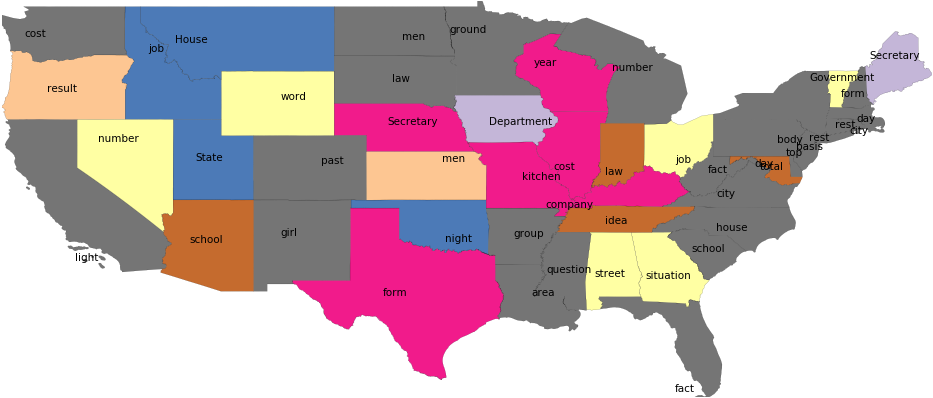 cost
job
House
men
ground
year
number
Secretary
Government
form
result
word
law
Secretary
Department
day
rest
city
number
State
past
men
kitchen
cost
law
job
body
rest
basis
top
fact
day
total
city
company
school
girl
night
group
idea
house
school
light
form
area
question
street
situation
fact